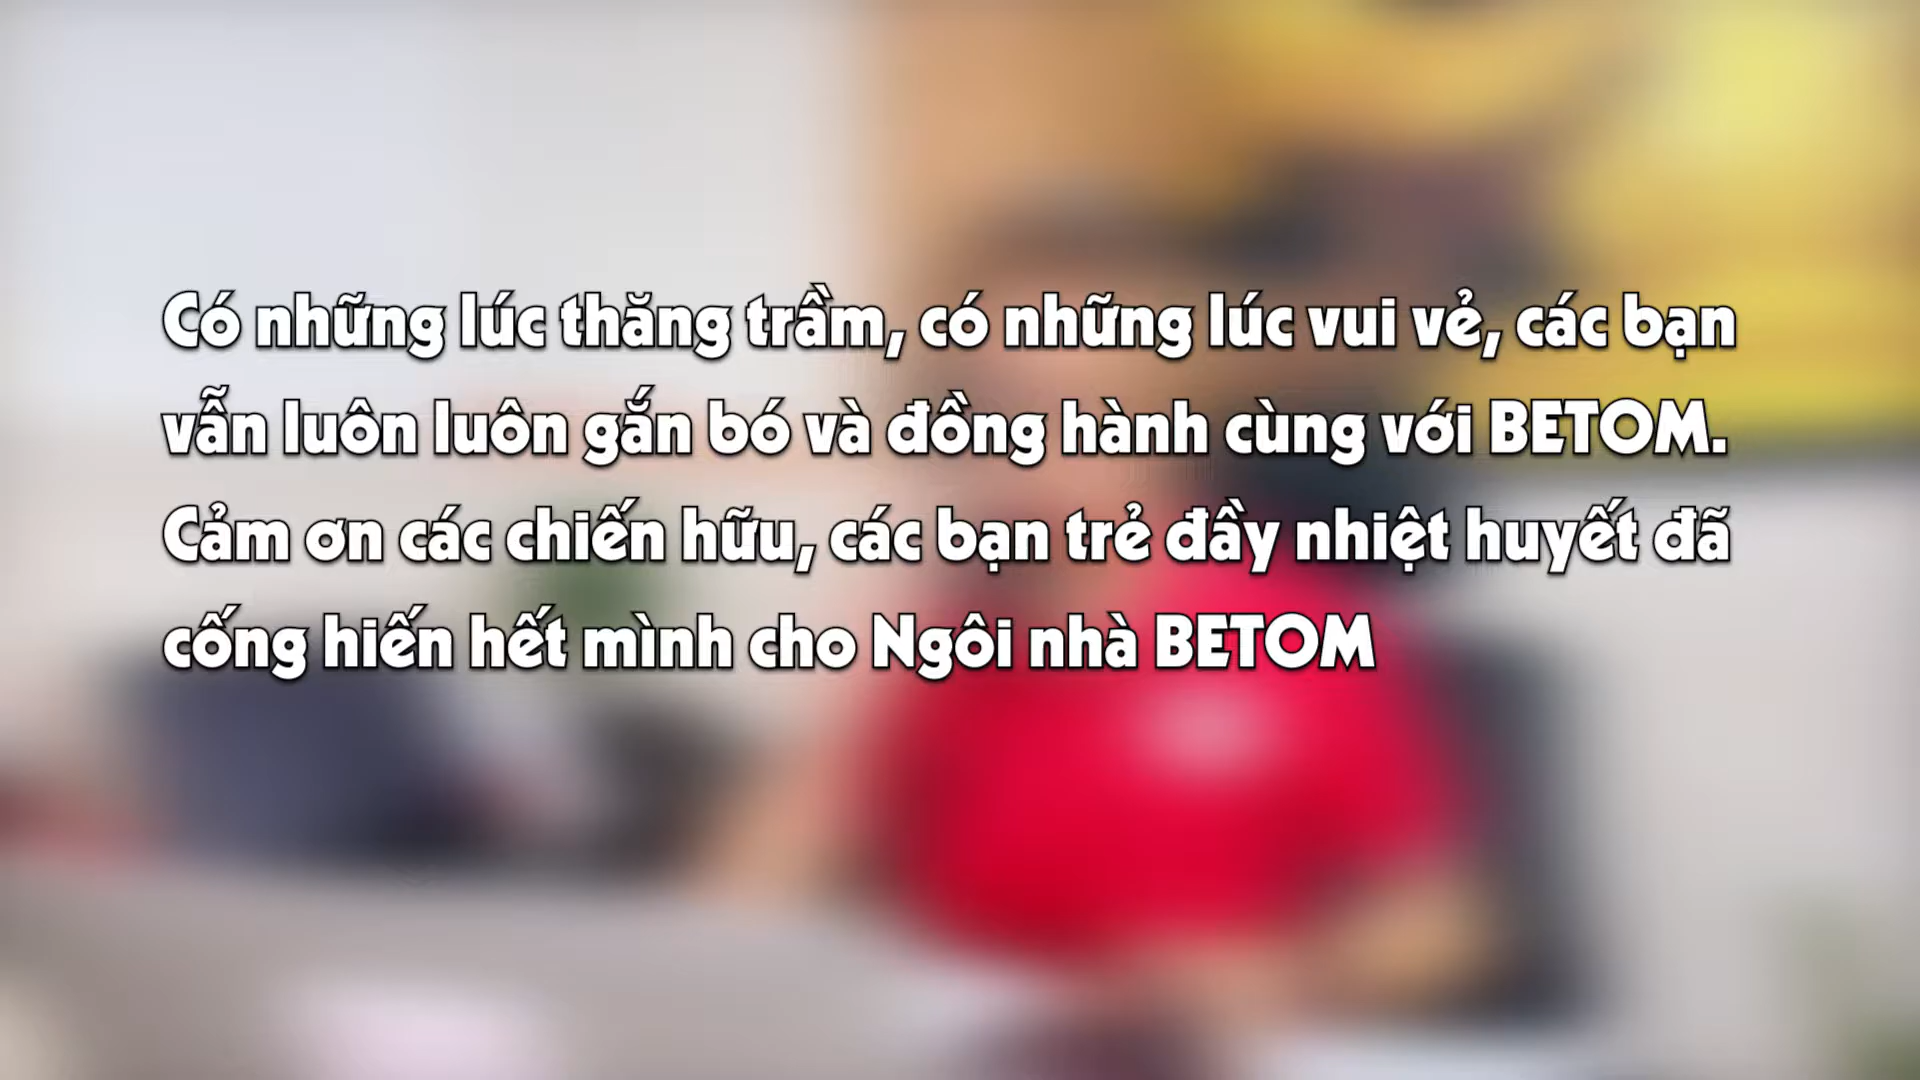 Có những lúc thăng trầm, có những lúc vui vẻ, các bạn
vẫn luôn luôn gắn bó và đồng hành cùng với BETOM.
Cảm ơn các chiến hữu, các bạn trẻ đầy nhiệt huyết đã
cống hiến hết mình cho Ngôi nhà BETOM